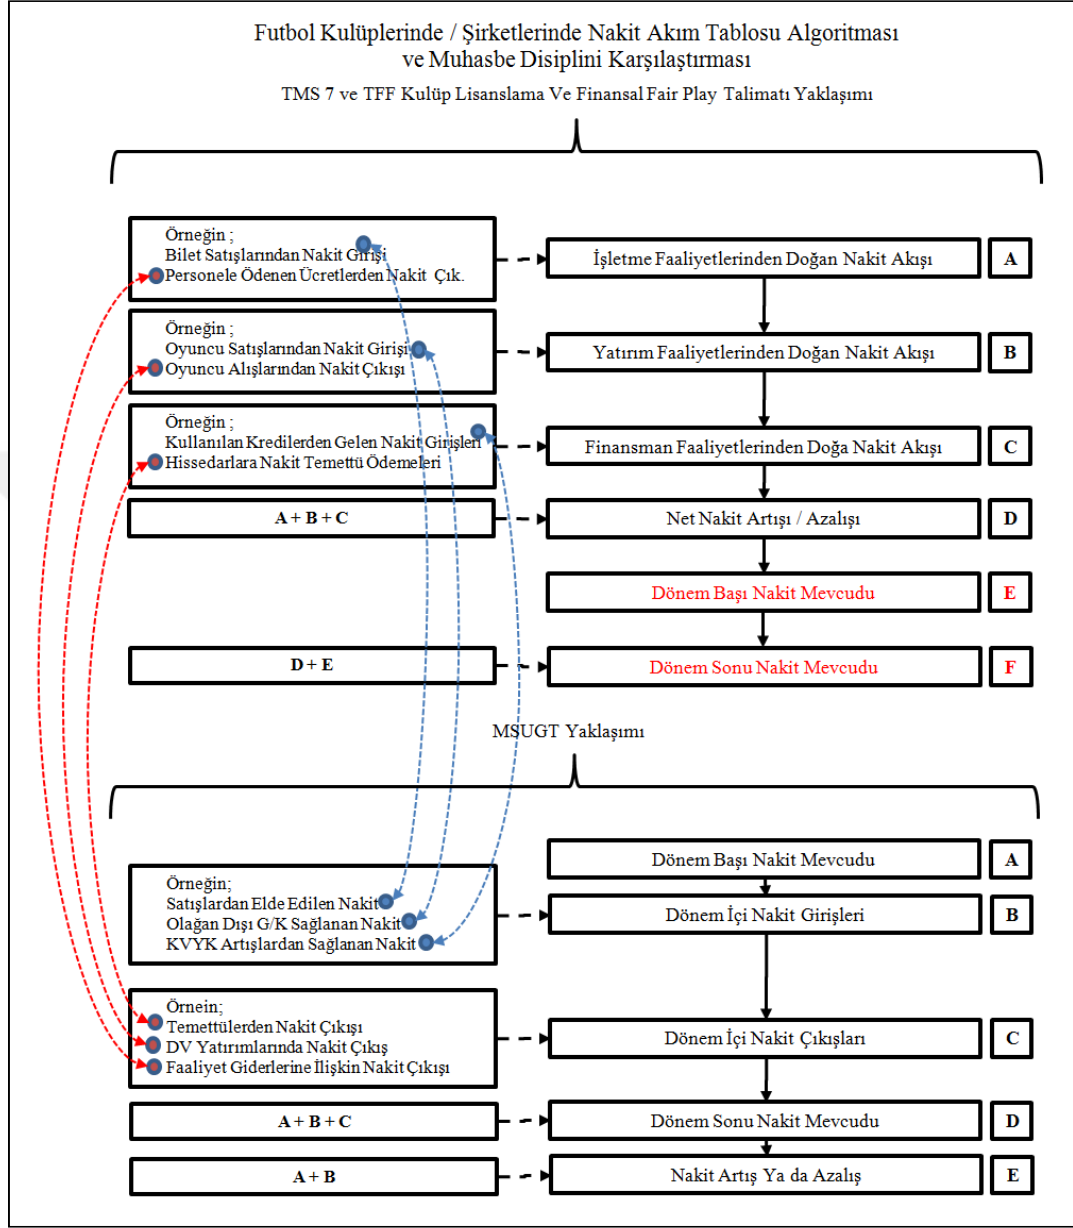 Futbol Kulüplerinde / Şirketlerinde Nakit Akım Tablosu Algoritması
ve Muhasbe Disiplini Karşılaştırması
TMS 7 ve TFF Kulüp Lisanslama Ve Finansal Fair Play Talimatı Yaklaşımı
Örneğin ;
Bilet Satışlarından Nakit Girişi
Personele Ödenen Ücretlerden Nakit Çık.
İşletme Faaliyetlerinden Doğan Nakit Akışı
A
Örneğin ;
Oyuncu Satışlarından Nakit Girişi
Oyuncu Alışlarından Nakit Çıkışı
Yatırım Faaliyetlerinden Doğan Nakit Akışı
B
Örneğin ;
Kullanılan Kredilerden Gelen Nakit Girişleri
Hissedarlara Nakit Temettü Ödemeleri
Finansman Faaliyetlerinden Doğa Nakit Akışı
C
A + B + C
Net Nakit Artışı / Azalışı
D
Dönem Başı Nakit Mevcudu
E
D + E
Dönem Sonu Nakit Mevcudu
F
MSUGT Yaklaşımı
Dönem Başı Nakit Mevcudu
A
Örneğin;
Satışlardan Elde Edilen Nakit
Olağan Dışı G/K Sağlanan Nakit
KVYK Artışlardan Sağlanan Nakit
Dönem İçi Nakit Girişleri
B
Örnein;
Temettülerden Nakit Çıkışı
DV Yatırımlarında Nakit Çıkış
Faaliyet Giderlerine İlişkin Nakit Çıkışı
Dönem İçi Nakit Çıkışları
C
A + B + C
Dönem Sonu Nakit Mevcudu
D
A + B
Nakit Artış Ya da Azalış
E